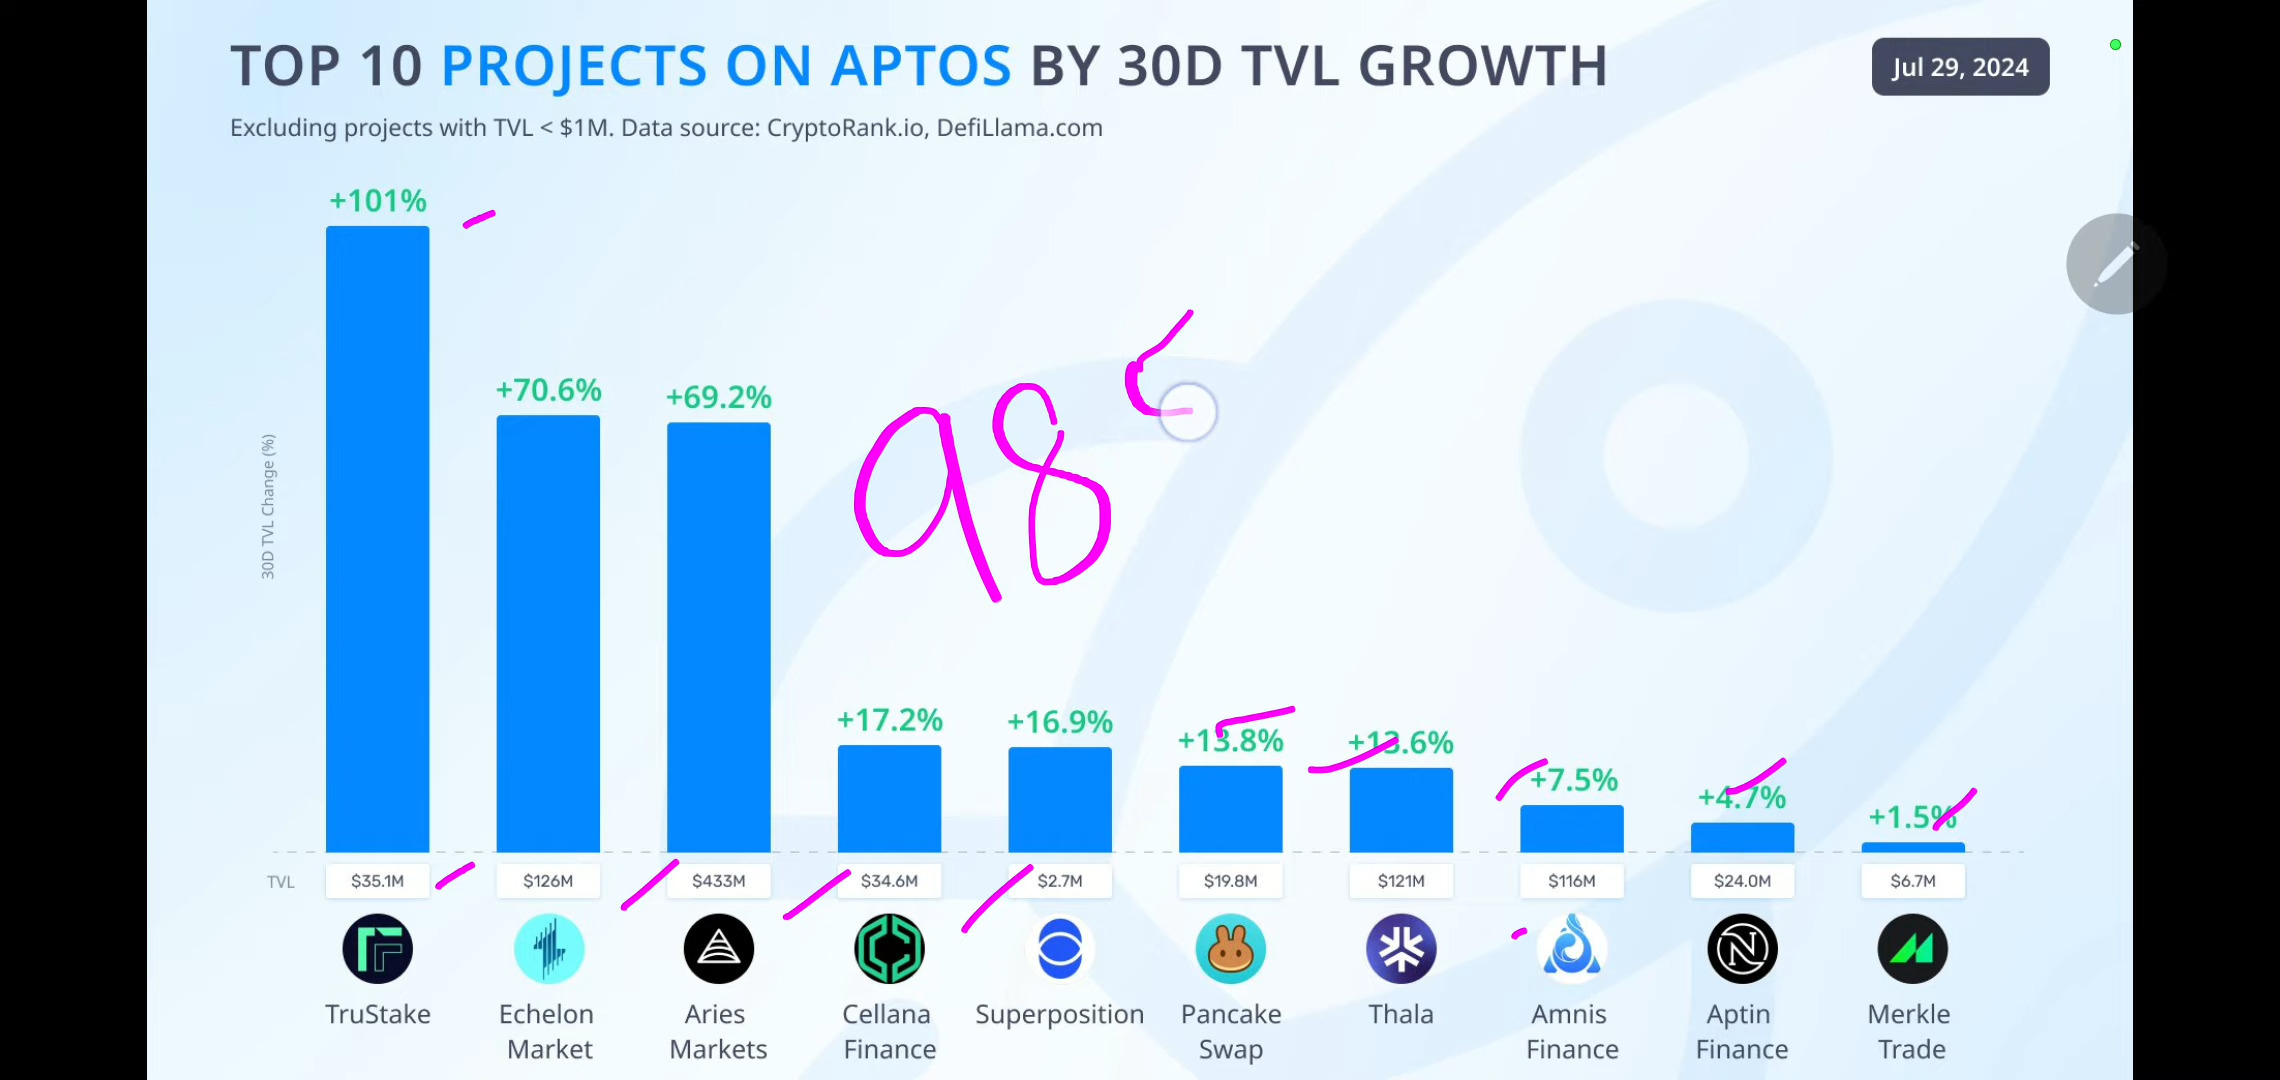 TOP 10 PROJECTS ON APTOS BY 30D TVL GROWTH
Jul 29, 2024
Excluding projects with TVL < $1M. Data source: CryptoRank.io, DefiLlama.com
30D TVL Change (%)
+101%
+70.6%
+69.2%
+17.2%
+16.9%
+13.8%
+13.6%
+7.5%
+4.7%
+1.5%
98
TVL
$35.1M
$126M
$433M
$34.6M
$2.7M
$19.8M
$121M
$116M
$24.0M
$6.7M
TruStake
Echelon
Market
Aries
Markets
Cellana
Finance
Superposition
Pancake
Swap
Thala
Amnis
Finance
Aptin
Finance
Merkle
Trade